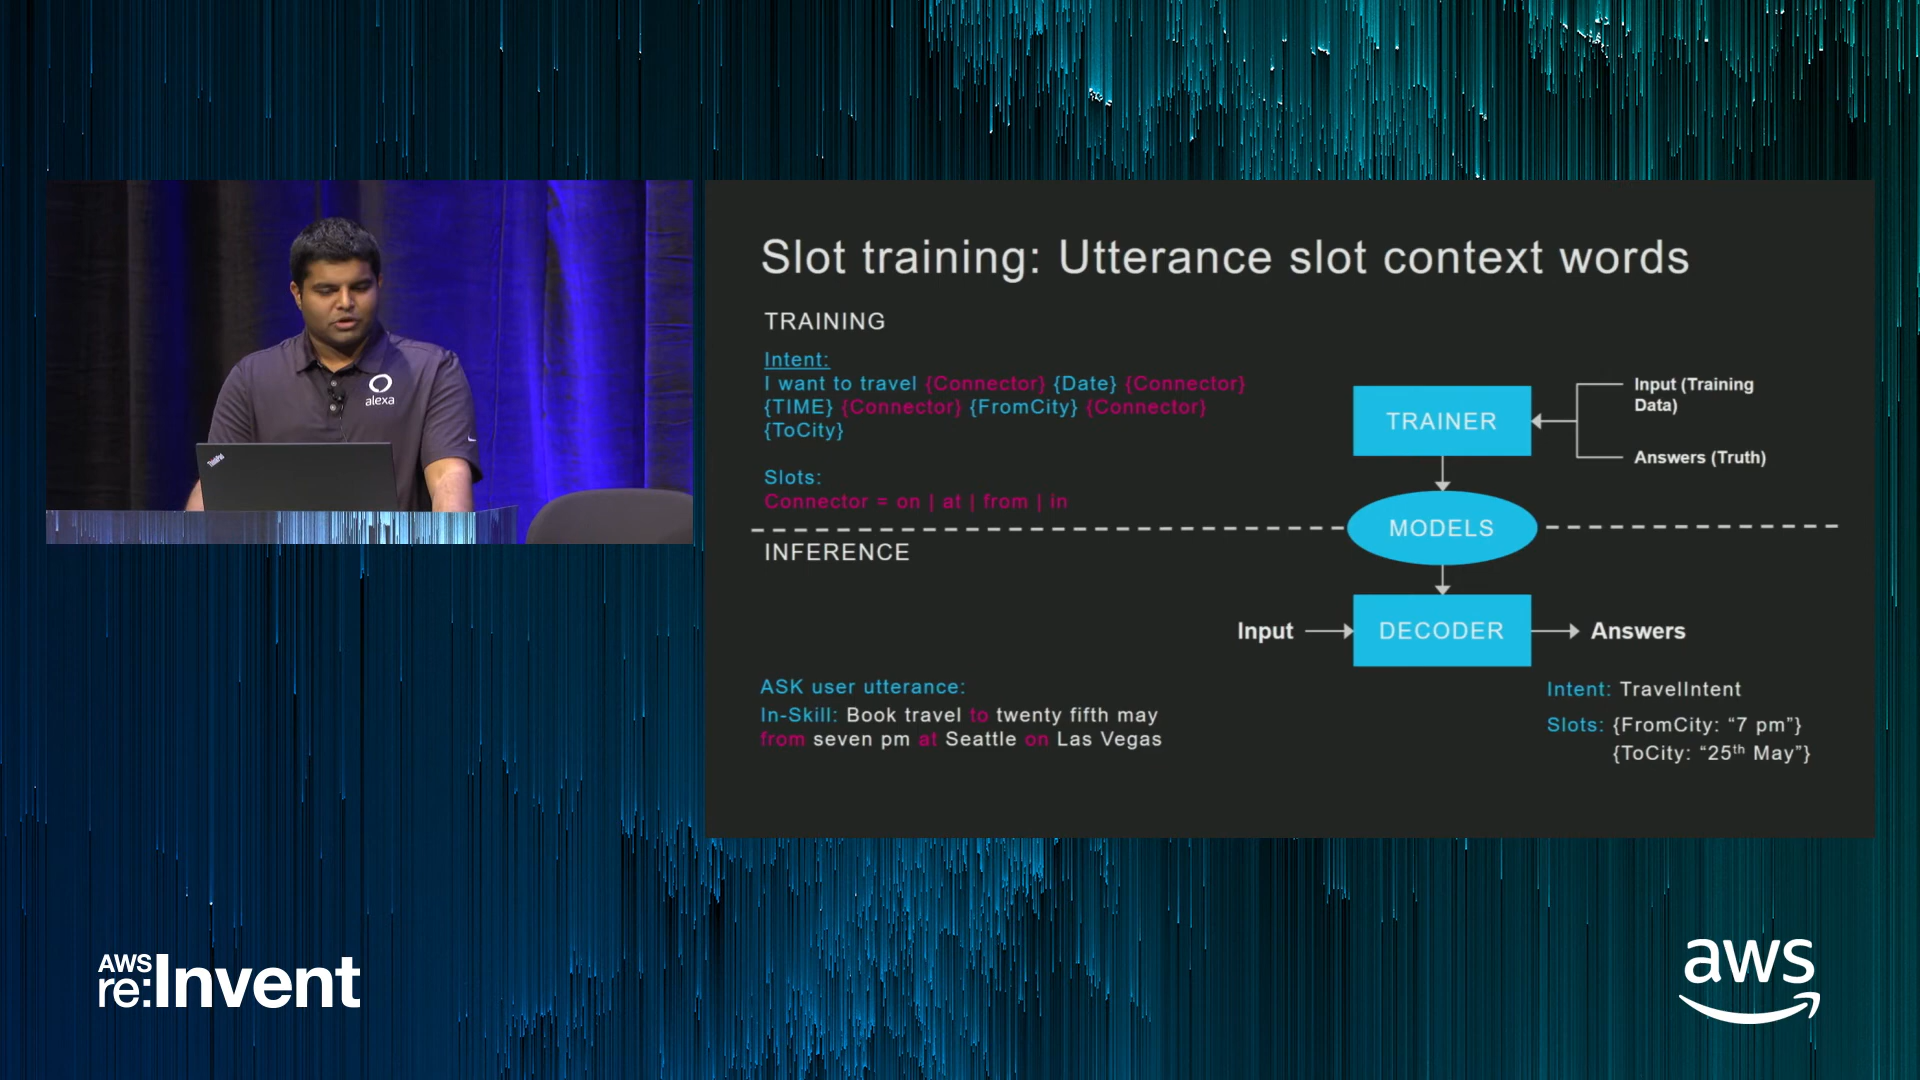 Slot training: Utterance slot context words
TRAINING
Intent:
I want to travel {Connector} {Date} {Connector}
{TIME} {Connector} {FromCity} {Connector}
{ToCity}
Slots:
Connector = on | at | from | in
TRAINER
Input (Training
Data)
Answers (Truth)
MODELS
INFERENCE
Input
DECODER
Answers
ASK user utterance:
In-Skill: Book travel to twenty fifth may
from seven pm at Seattle on Las Vegas
Intent: TravelIntent
Slots: {FromCity: “7 pm”}
{ToCity: “25th May”}
alexa
ThinkPad
AWS
re:Invent
aws